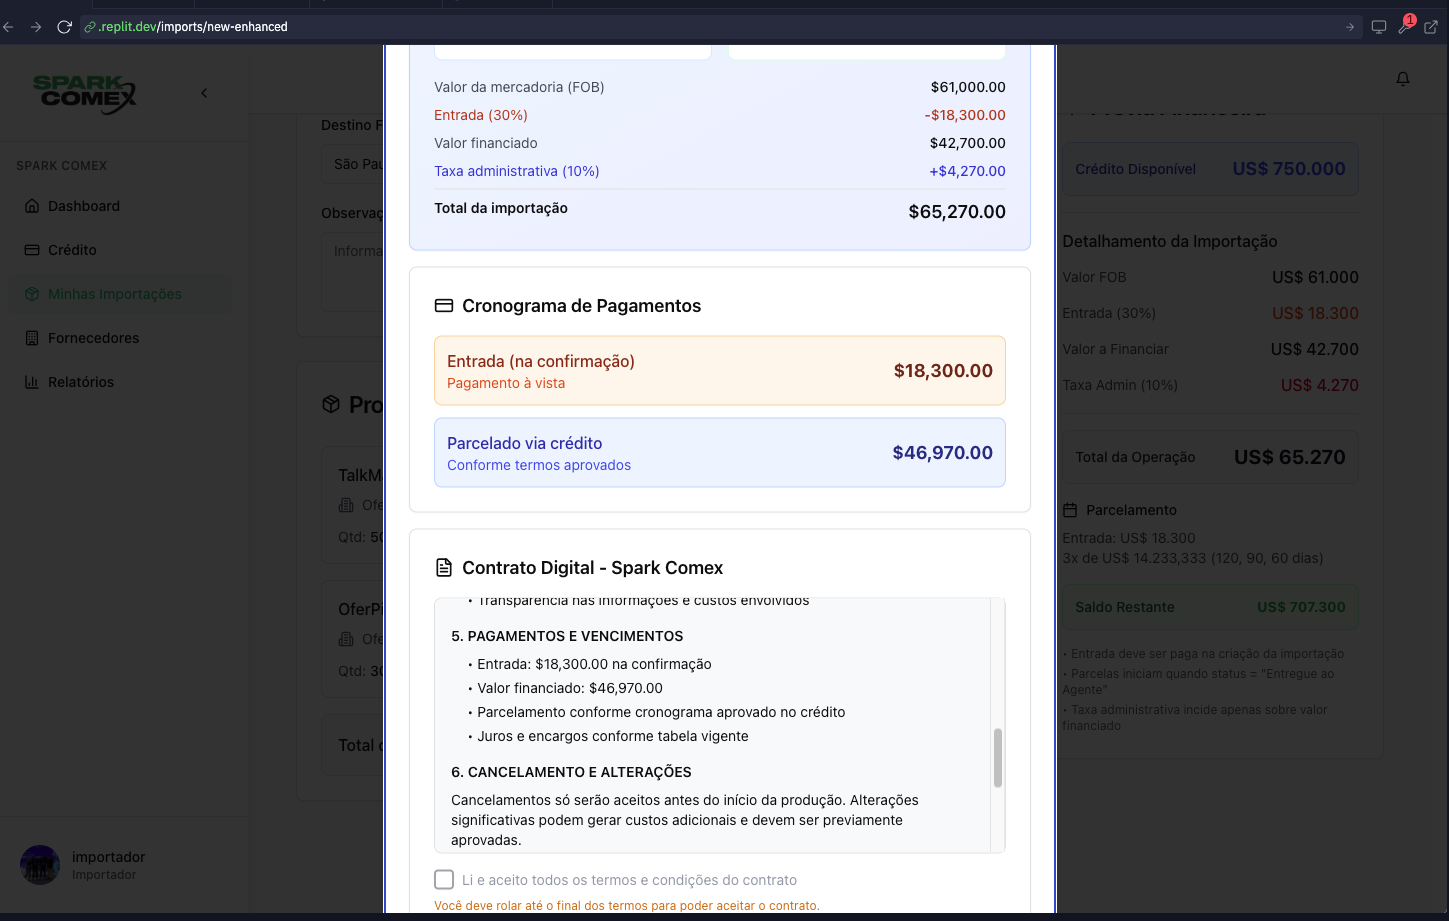 .replit.dev/imports/new-enhanced
1
SPARK
COMEX
SPARK COMEX
Dashboard
Crédito
Minhas Importações
Fornecedores
Relatórios
importador
Importador
Destino F
São Pau
Observaç
Informa
Pro
TalkMa
Ofe
Qtd: 50
OferPi
Ofe
Qtd: 30
Total d
Valor da mercadoria (FOB) $61,000.00
Entrada (30%) -$18,300.00
Valor financiado $42,700.00
Taxa administrativa (10%) +$4,270.00
Total da importação $65,270.00
Cronograma de Pagamentos
Entrada (na confirmação)
Pagamento à vista
$18,300.00
Parcelado via crédito
Conforme termos aprovados
$46,970.00
Contrato Digital - Spark Comex
• Transparência nas informações e custos envolvidos
5. PAGAMENTOS E VENCIMENTOS
• Entrada: $18,300.00 na confirmação
• Valor financiado: $46,970.00
• Parcelamento conforme cronograma aprovado no crédito
• Juros e encargos conforme tabela vigente
6. CANCELAMENTO E ALTERAÇÕES
Cancelamentos só serão aceitos antes do início da produção. Alterações
significativas podem gerar custos adicionais e devem ser previamente
aprovadas.
Li e aceito todos os termos e condições do contrato
Você deve rolar até o final dos termos para poder aceitar o contrato.
Crédito Disponível US$ 750.000
Detalhamento da Importação
Valor FOB US$ 61.000
Entrada (30%) US$ 18.300
Valor a Financiar US$ 42.700
Taxa Admin (10%) US$ 4.270
Total da Operação US$ 65.270
Parcelamento
Entrada: US$ 18.300
3x de US$ 14.233,333 (120, 90, 60 dias)
Saldo Restante US$ 707.300
• Entrada deve ser paga na criação da importação
• Parcelas iniciam quando status = "Entregue ao
Agente"
• Taxa administrativa incide apenas sobre valor
financiado